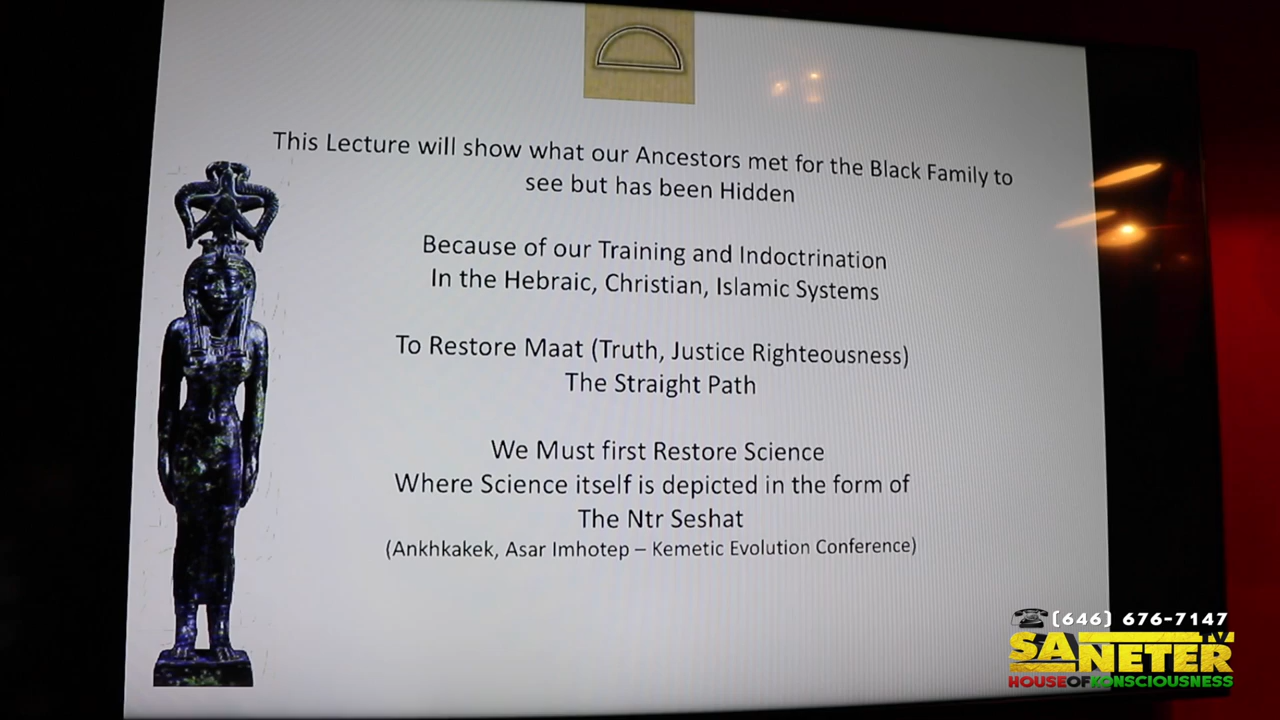 This Lecture will show what our Ancestors met for the Black Family to
see but has been Hidden
Because of our Training and Indoctrination
In the Hebraic, Christian, Islamic Systems
To Restore Maat (Truth, Justice Righteousness)
The Straight Path
We Must first Restore Science
Where Science itself is depicted in the form of
The Ntr Seshat
(Ankhkakek, Asar Imhotep – Kemetic Evolution Conference)
(646) 676-7147
SANETER TV
HOUSEOFKONSCIOUSNESS